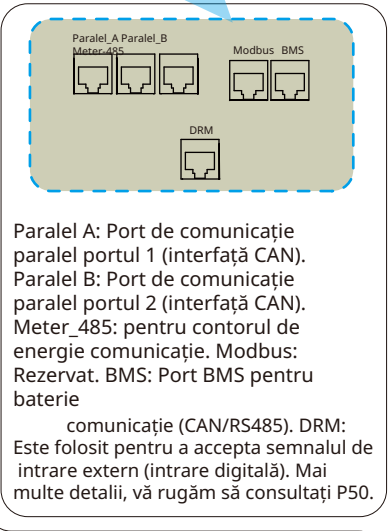 Paralel_A Paralel_B
Meter-485
Modbus BMS
DRM
Paralel A: Port de comunicație
paralel portul 1 (interfață CAN).
Paralel B: Port de comunicație
paralel portul 2 (interfață CAN).
Meter_485: pentru contorul de
energie comunicație. Modbus:
Rezervat. BMS: Port BMS pentru
baterie
comunicație (CAN/RS485). DRM:
Este folosit pentru a accepta semnalul de
intrare extern (intrare digitală). Mai
multe detalii, vă rugăm să consultați P50.